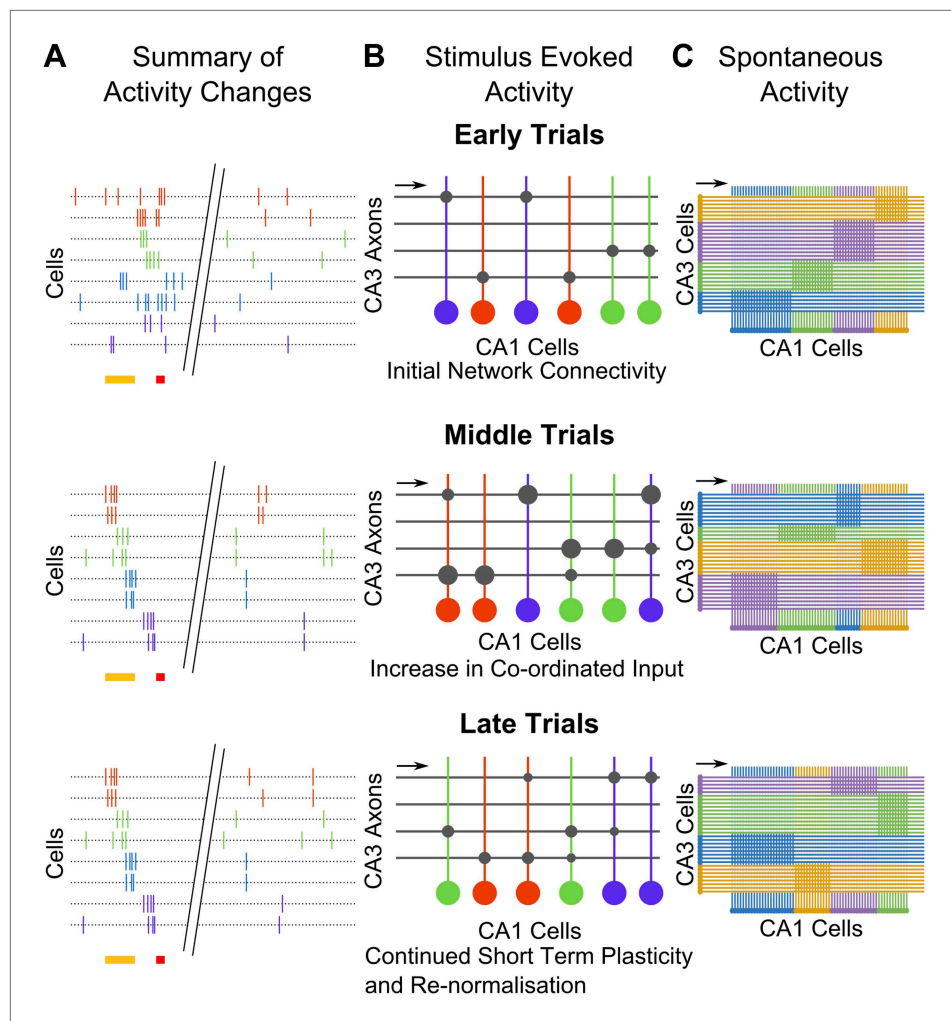 A Summary of
Activity Changes
B Stimulus Evoked
Activity
C Spontaneous
Activity
Early Trials
Cells
CA3 Axons
CA1 Cells
Initial Network Connectivity
CA3 Cells
CA1 Cells
Middle Trials
Cells
CA3 Axons
CA1 Cells
Increase in Co-ordinated Input
CA3 Cells
CA1 Cells
Late Trials
Cells
CA3 Axons
CA1 Cells
Continued Short Term Plasticity
and Re-normalisation
CA3 Cells
CA1 Cells